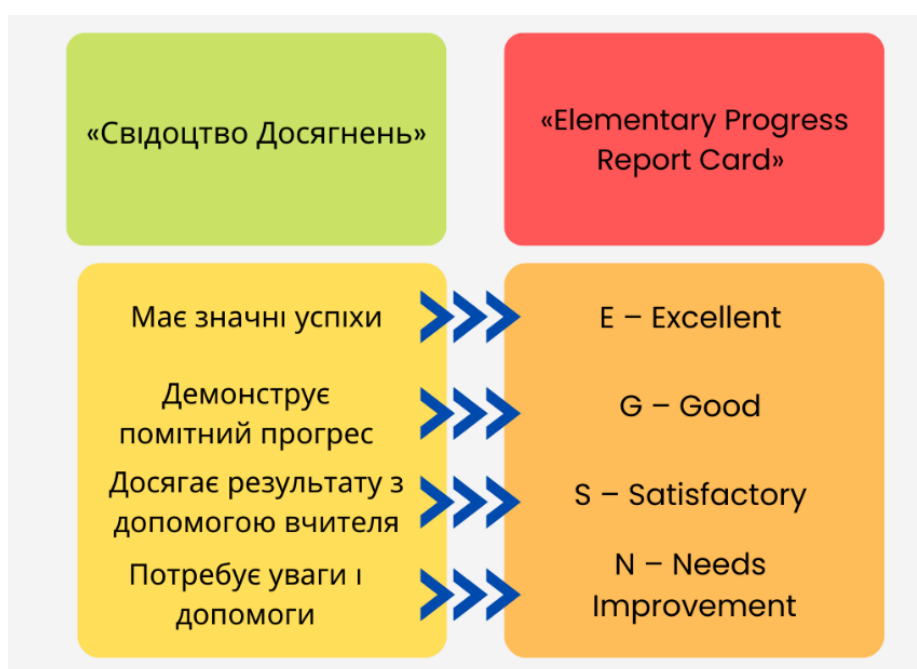 «Свідоцтво Досягнень»
«Elementary Progress
Report Card»
Має значні успіхи
E – Excellent
Демонструє
помітний прогрес
G – Good
Досягає результату з
допомогою вчителя
S – Satisfactory
Потребує уваги і
допомоги
N – Needs
Improvement